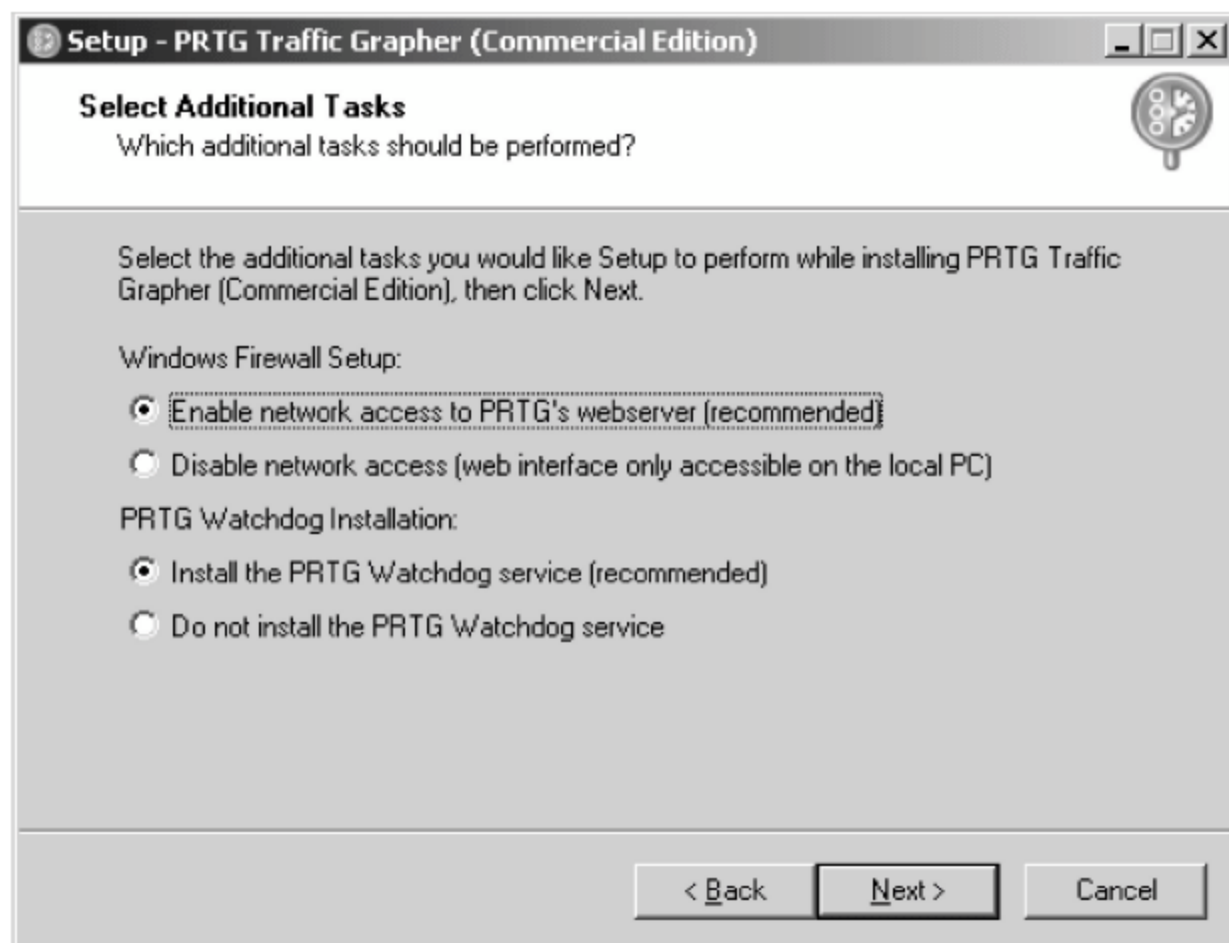 Setup - PRTG Traffic Grapher (Commercial Edition)
Select Additional Tasks
Which additional tasks should be performed?
Select the additional tasks you would like Setup to perform while installing PRTG Traffic
Grapher (Commercial Edition), then click Next.
Windows Firewall Setup:
Enable network access to PRTG's webserver (recommended)
Disable network access (web interface only accessible on the local PC)
PRTG Watchdog Installation:
Install the PRTG Watchdog service (recommended)
Do not install the PRTG Watchdog service
< Back Next > Cancel